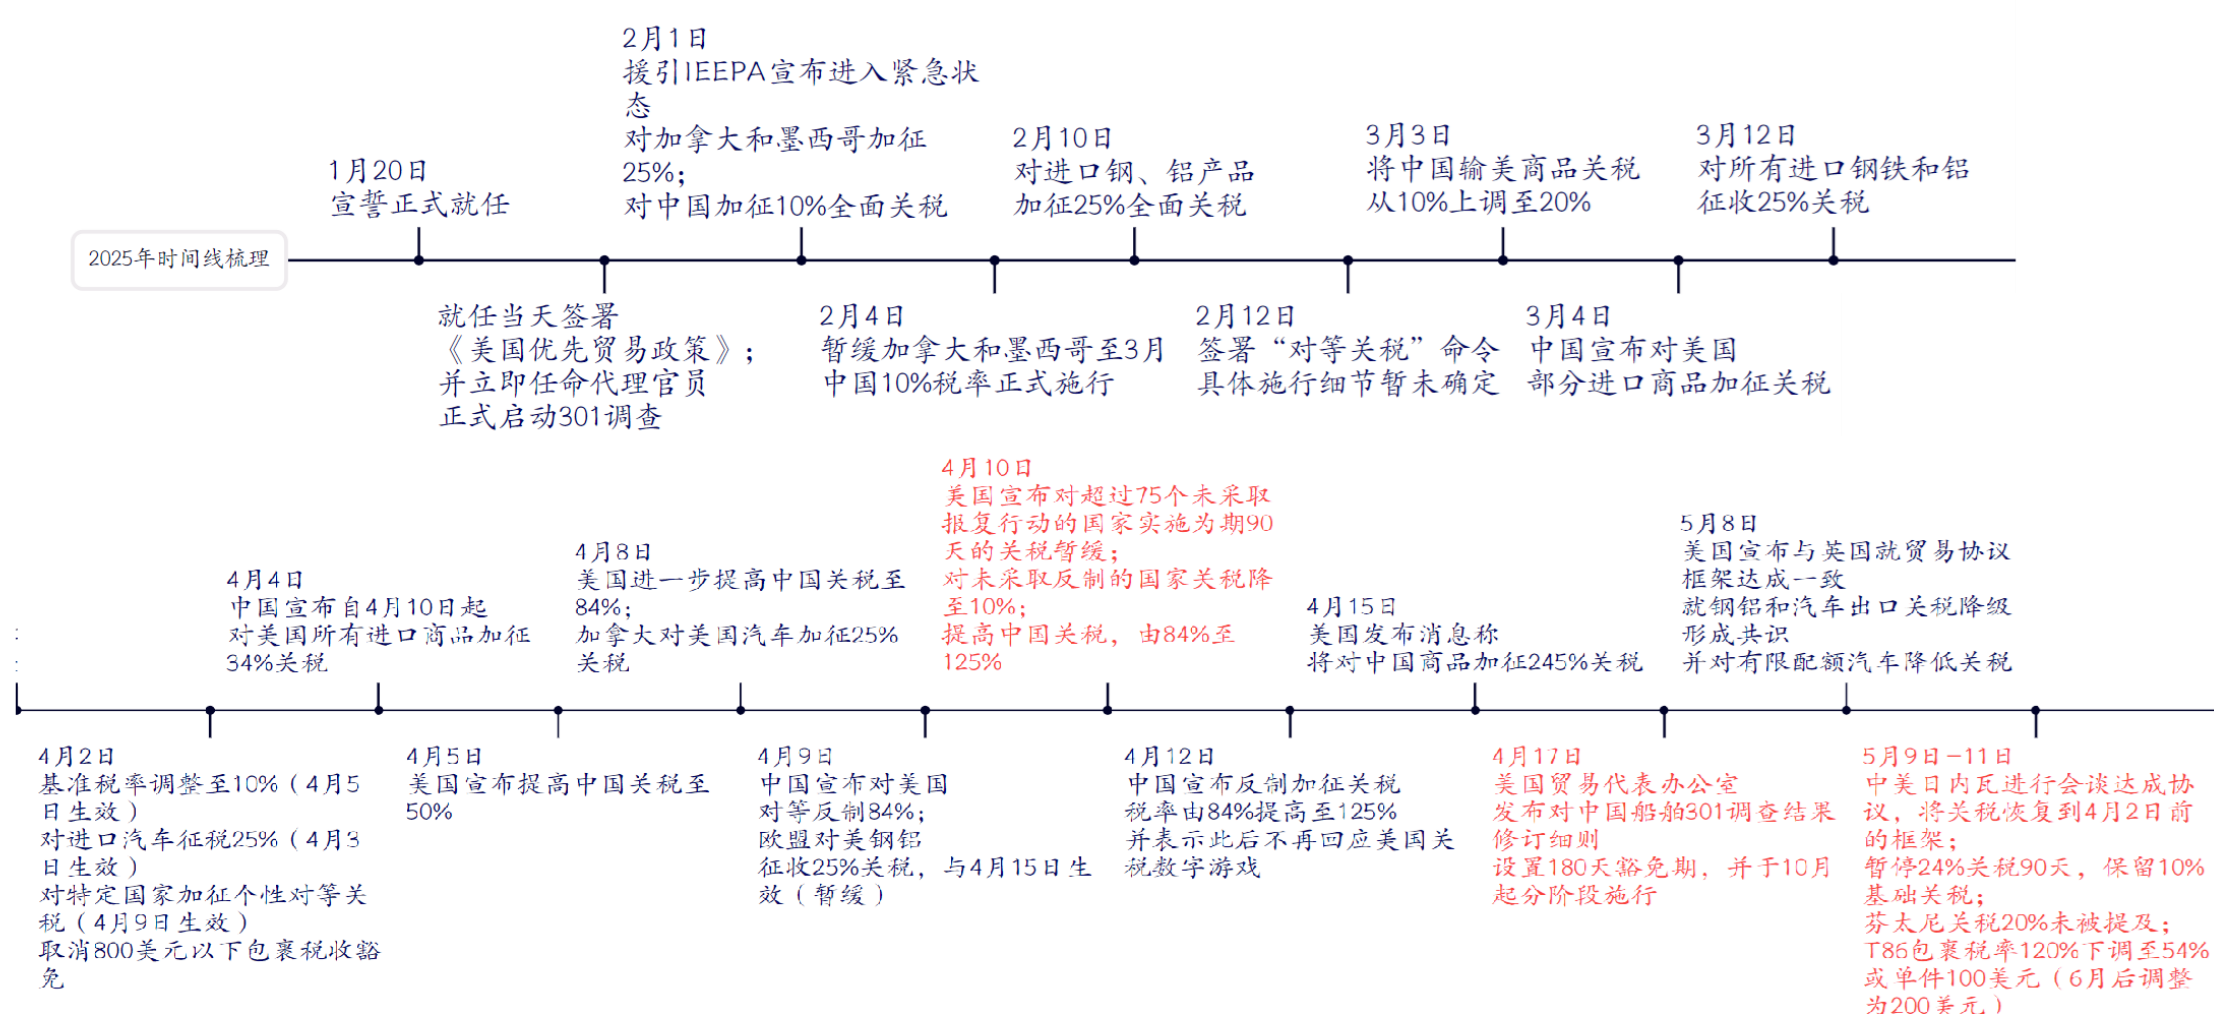 2025年时间线梳理
1月20日
宣誓正式就任
就任当天签署
《美国优先贸易政策》；
并立即任命代理官员
正式启动301调查
2月1日
援引IEEPA宣布进入紧急状
态
对加拿大和墨西哥加征
25%；
对中国加征10%全面关税
2月4日
暂缓加拿大和墨西哥至3月
中国10%税率正式施行
2月10日
对进口钢、铝产品
加征25%全面关税
2月12日
签署“对等关税”命令
具体施行细节暂未确定
3月3日
将中国输美商品关税
从10%上调至20%
3月4日
中国宣布对美国
部分进口商品加征关税
3月12日
对所有进口钢铁和铝
征收25%关税
:
:
4月2日
基准税率调整至10%（4月5
日生效）
对进口汽车征税25%（4月3
日生效）
对特定国家加征个性对等关
税（4月9日生效）
取消800美元以下包裹税收豁
免
4月4日
中国宣布自4月10日起
对美国所有进口商品加征
34%关税
4月5日
美国宣布提高中国关税至
50%
4月8日
美国进一步提高中国关税至
84%；
加拿大对美国汽车加征25%
关税
4月9日
中国宣布对美国
对等反制84%；
欧盟对美钢铝
征收25%关税，与4月15日生
效（暂缓）
4月10日
美国宣布对超过75个未采取
报复行动的国家实施为期90
天的关税暂缓；
对未采取反制的国家关税降
至10%；
提高中国关税，由84%至
125%
4月12日
中国宣布反制加征关税
税率由84%提高至125%
并表示此后不再回应美国关
税数字游戏
4月15日
美国发布消息称
将对中国商品加征245%关税
4月17日
美国贸易代表办公室
发布对中国船舶301调查结果
修订细则
设置180天豁免期，并于10月
起分阶段施行
5月8日
美国宣布与英国就贸易协议
框架达成一致
就钢铝和汽车出口关税降级
形成共识
并对有限配额汽车降低关税
5月9日-11日
中美日内瓦进行会谈达成协
议，将关税恢复到4月2日前
的框架；
暂停24%关税90天，保留10%
基础关税；
芬太尼关税20%未被提及；
T86包裹税率120%下调至54%
或单件100美元（6月后调整
为200美元）